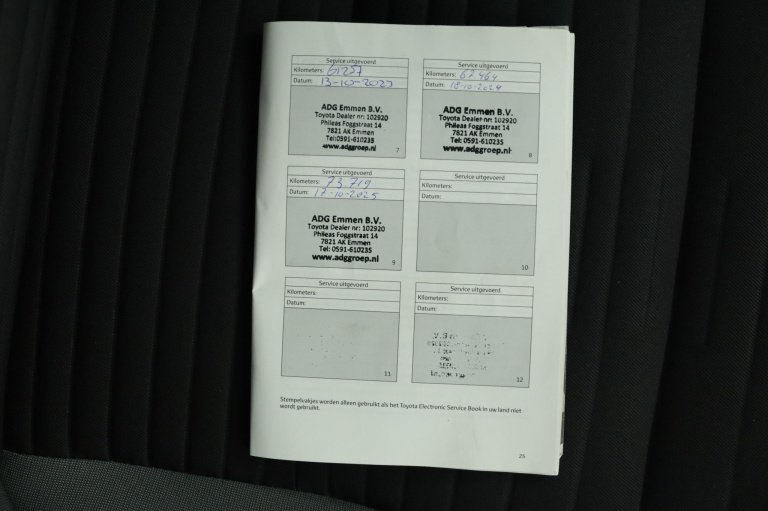 Service uitgevoerd
Kilometers: 61257
Datum: 13-10-2023
ADG Emmen B.V.
Toyota Dealer nr: 102920
Phileas Foggstraat 14
7821 AK Emmen
Tel:0591-610235
www.adggroep.nl
7
Service uitgevoerd
Kilometers: 67.464
Datum: 18-10-2024
ADG Emmen B.V.
Toyota Dealer nr: 102920
Phileas Foggstraat 14
7821 AK Emmen
Tel:0591-610235
www.adggroep.nl
8
Service uitgevoerd
Kilometers: 73.719
Datum: 17-10-2025
ADG Emmen B.V.
Toyota Dealer nr: 102920
Phileas Foggstraat 14
7821 AK Emmen
Tel: 0591-610235
www.adggroep.nl
9
Service uitgevoerd
Kilometers:
Datum:
10
Service uitgevoerd
Kilometers:
Datum:
11
Service uitgevoerd
Kilometers:
Datum:
12
Stempelvakjes worden alleen gebruikt als het Toyota Electronic Service Book in uw land niet
wordt gebruikt.
25